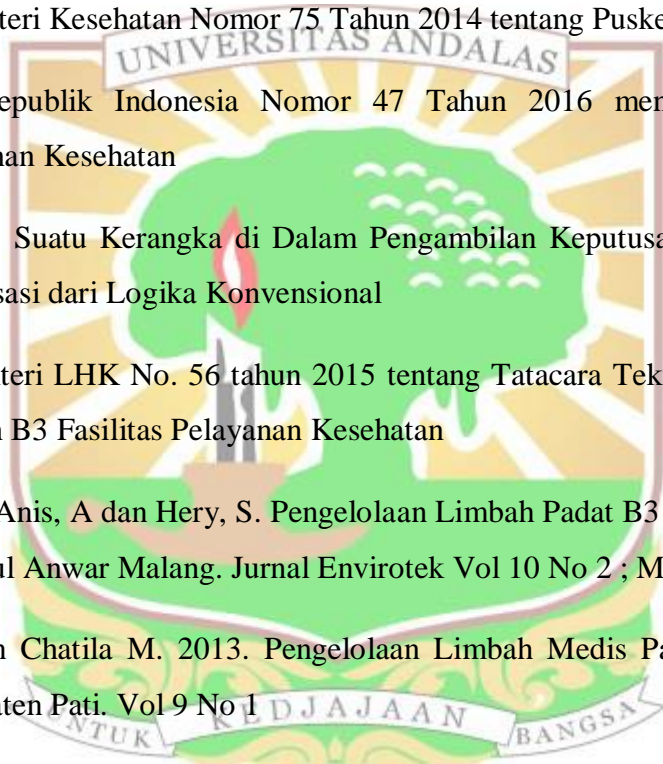 teri Kesehatan Nomor 75 Tahun 2014 tentang Puske
UNIVERSITAS ANDALAS
epublik Indonesia Nomor 47 Tahun 2016 men
nan Kesehatan
Suatu Kerangka di Dalam Pengambilan Keputusa
sasi dari Logika Konvensional
teri LHK No. 56 tahun 2015 tentang Tatacara Tek
B3 Fasilitas Pelayanan Kesehatan
Anis, A dan Hery, S. Pengelolaan Limbah Padat B3
ul Anwar Malang. Jurnal Envirotek Vol 10 No 2 ; M
n Chatila M. 2013. Pengelolaan Limbah Medis Pa
aten Pati. Vol 9 No 1
UNTUK KEDJAJAAN BANGSA